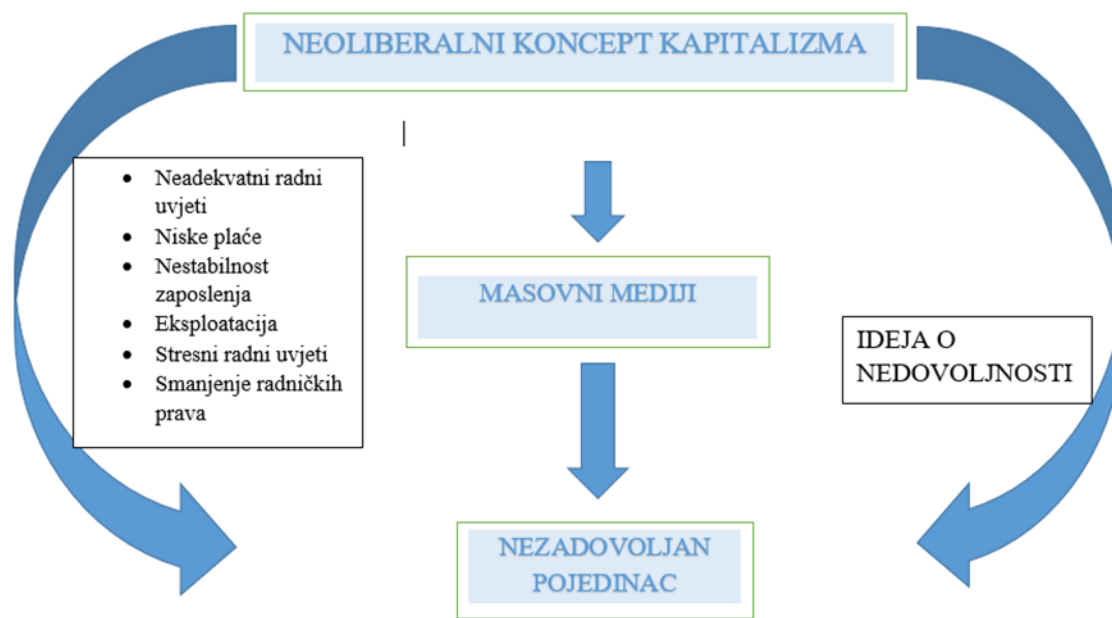 NEOLIBERALNI KONCEPT KAPITALIZMA
• Neadekvatni radni
uvjeti
• Niske plaće
• Nestabilnost
zaposlenja
• Eksploatacija
• Stresni radni uvjeti
• Smanjenje radničkih
prava
MASOVNI MEDIJI
IDEJA O
NEDOVOLJNOSTI
NEZADOVOLJAN
POJEDINAC